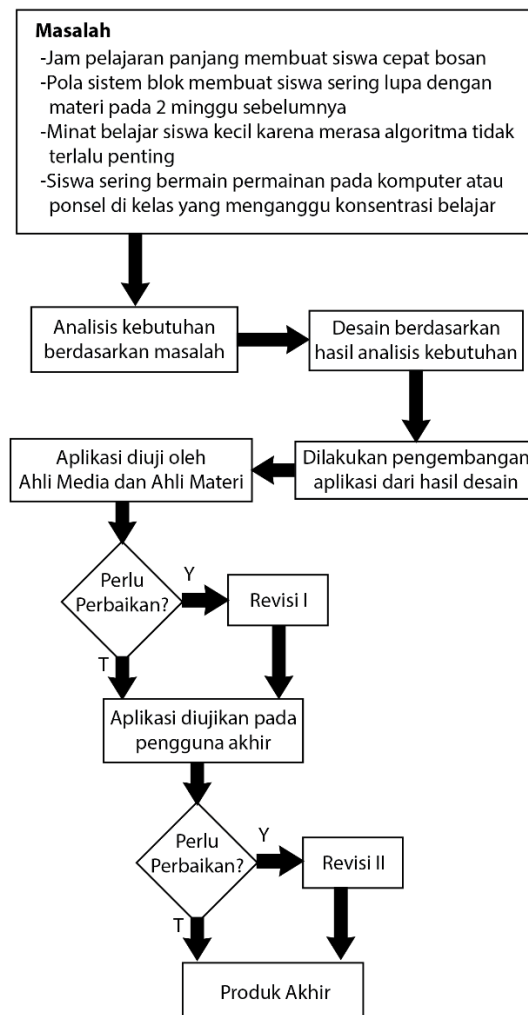 Masalah
-Jam pelajaran panjang membuat siswa cepat bosan
-Pola sistem blok membuat siswa sering lupa dengan
materi pada 2 minggu sebelumnya
-Minat belajar siswa kecil karena merasa algoritma tidak
terlalu penting
-Siswa sering bermain permainan pada komputer atau
ponsel di kelas yang menganggu konsentrasi belajar
Analisis kebutuhan
berdasarkan masalah
Desain berdasarkan
hasil analisis kebutuhan
Dilakukan pengembangan
aplikasi dari hasil desain
Aplikasi diuji oleh
Ahli Media dan Ahli Materi
Perlu
Perbaikan?
Y
Revisi I
T
Aplikasi diujikan pada
pengguna akhir
Perlu
Perbaikan?
Y
Revisi II
T
Produk Akhir